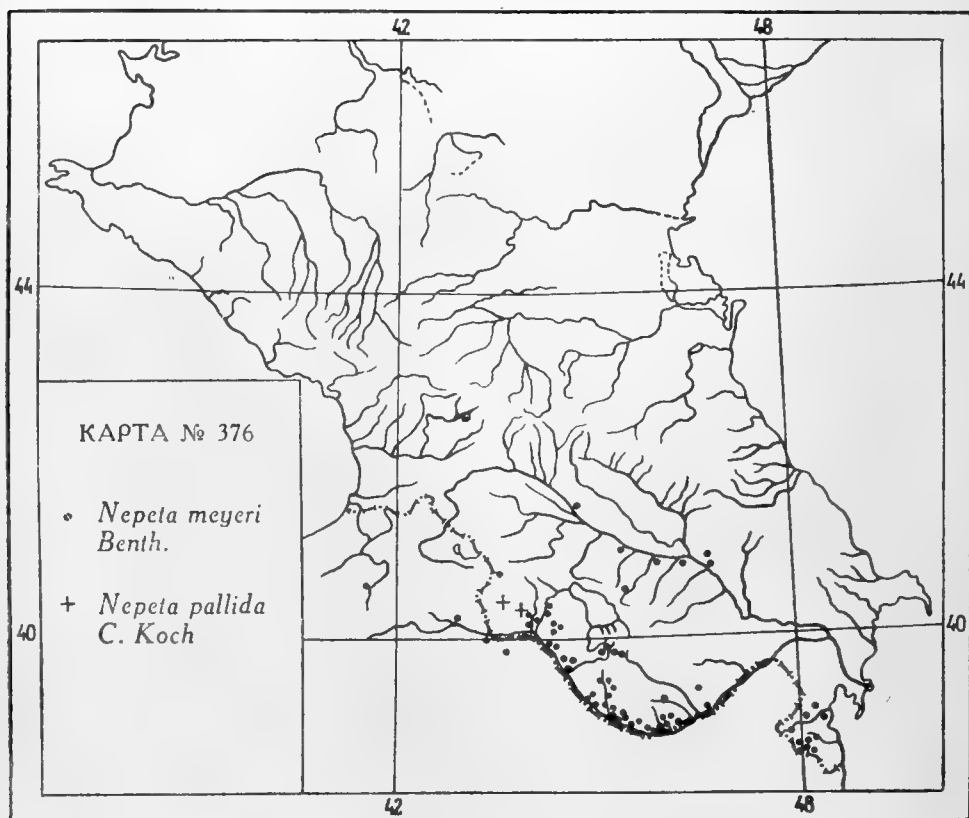 42 48
44 44
КАРТА № 376
• Nepeta meyeri
Benth.
+ Nepeta pallida
C. Koch
40 40
42 48